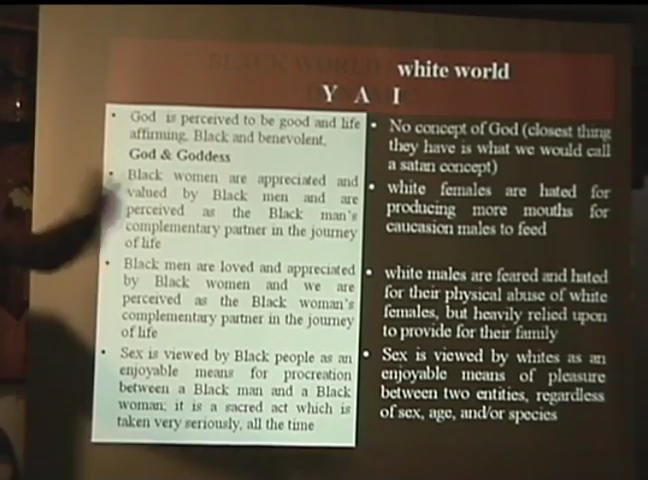 BLACK WORLD
white world
Y A I
• God is perceived to be good and life
affirming, Black and benevolent,
God & Goddess
• Black women are appreciated and
valued by Black men and are
perceived as the Black man's
complementary partner in the journey
of life
• Black men are loved and appreciated
by Black women and we are
perceived as the Black woman's
complementary partner in the journey
of life
• Sex is viewed by Black people as an
enjoyable means for procreation
between a Black man and a Black
woman; it is a sacred act which is
taken very seriously, all the time
• No concept of God (closest thing
they have is what we would call
a satan concept)
• white females are hated for
producing more mouths for
caucasion males to feed
• white males are feared and hated
for their physical abuse of white
females, but heavily relied upon
to provide for their family
• Sex is viewed by whites as an
enjoyable means of pleasure
between two entities, regardless
of sex, age, and/or species